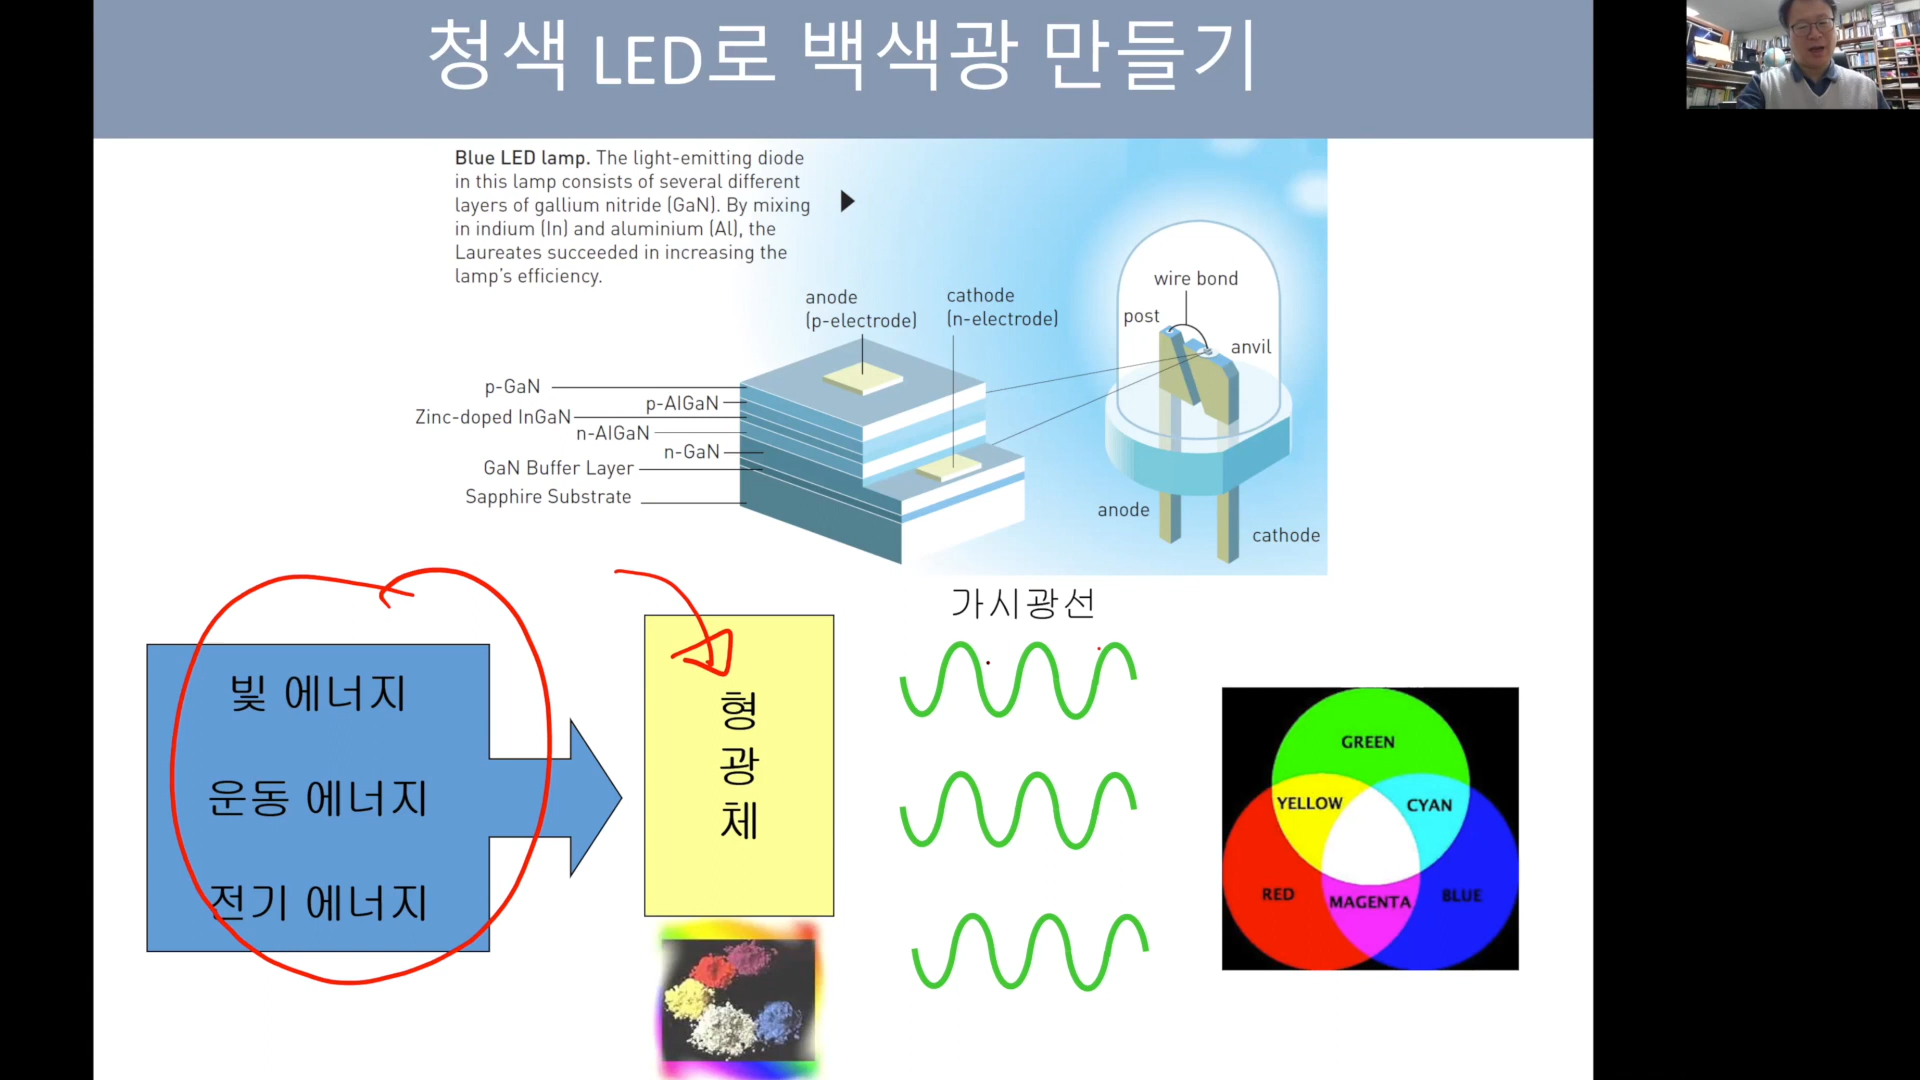 청색 LED로 백색광 만들기
Blue LED lamp. The light-emitting diode
in this lamp consists of several different
layers of gallium nitride (GaN). By mixing
in indium (In) and aluminium (Al), the
Laureates succeeded in increasing the
lamp's efficiency.
anode
(p-electrode)
cathode
(n-electrode)
wire bond
post
anvil
p-GaN
p-AlGaN
Zinc-doped InGaN
n-AlGaN
n-GaN
GaN Buffer Layer
Sapphire Substrate
anode
cathode
빛 에너지
운동 에너지
전기 에너지
형
광
체
가시광선
GREEN
YELLOW
CYAN
RED
MAGENTA
BLUE